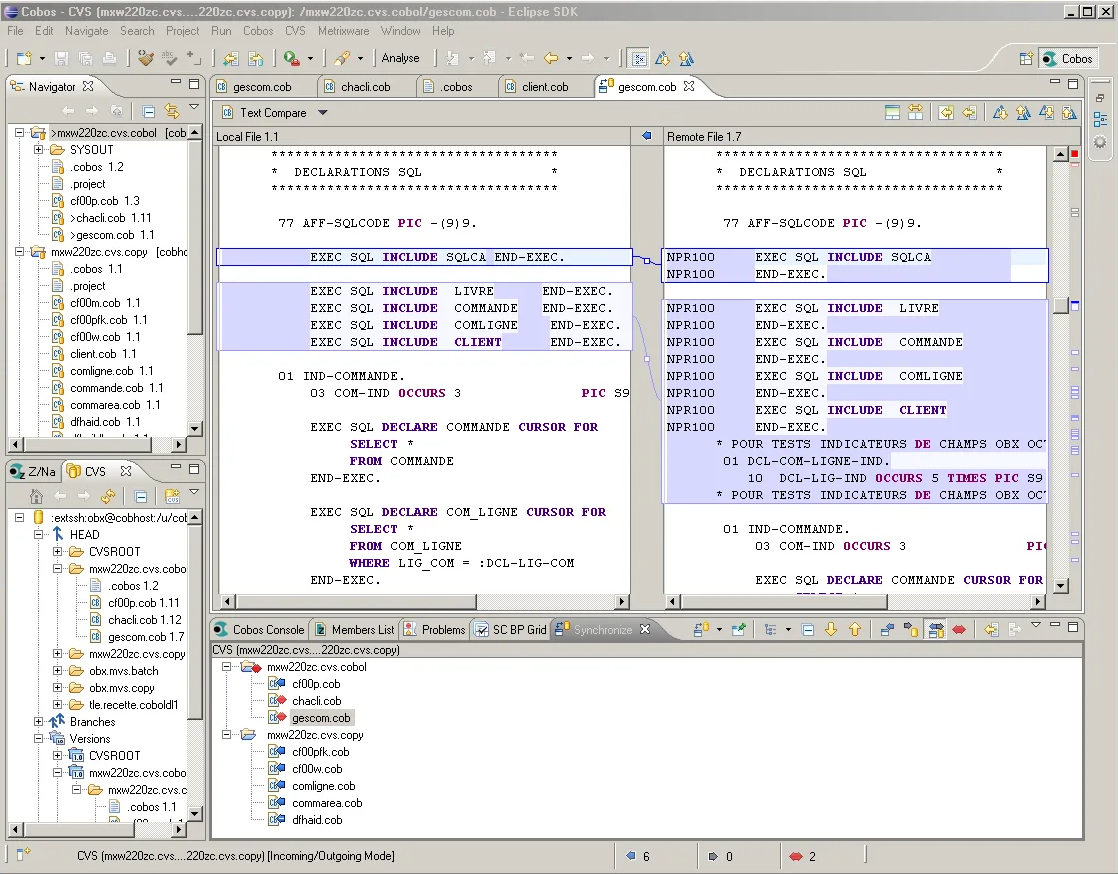 Cobos - CVS (mxw220zc.cvs....220zc.cvs.copy): /mxw220zc.cvs.cobol/gescom.cob - Eclipse SDK
File Edit Navigate Search Project Run Cobos CVS Metrixware Window Help
Analyse
Cobos
Navigator
>mxw220zc.cvs.cobol [cob
SYSOUT
.cobos 1.2
.project
cf00p.cob 1.3
>chacli.cob 1.11
>gescom.cob 1.1
mxw220zc.cvs.copy [cobho
.cobos 1.1
.project
cf00m.cob 1.1
cf00pfk.cob 1.1
cf00w.cob 1.1
client.cob 1.1
comligne.cob 1.1
commande.cob 1.1
commarea.cob 1.1
dfhaid.cob 1.1
Z/Na CVS
:extssh:obx@cobhost:/u/cob
HEAD
CVSROOT
mxw220zc.cvs.cobo
.cobos 1.2
cf00p.cob 1.11
chacli.cob 1.12
gescom.cob 1.7
mxw220zc.cvs.copy
obx.mvs.batch
obx.mvs.copy
tle.recette.coboldl1
Branches
Versions
CVSROOT
mxw220zc.cvs.cobo
mxw220zc.cvs.c
.cobos 1.1
gescom.cob chacli.cob .cobos client.cob gescom.cob
Text Compare
Local File 1.1
***********************************
* DECLARATIONS SQL *
***********************************
77 AFF-SQLCODE PIC -(9)9.
EXEC SQL INCLUDE SQLCA END-EXEC.
EXEC SQL INCLUDE LIVRE END-EXEC.
EXEC SQL INCLUDE COMMANDE END-EXEC.
EXEC SQL INCLUDE COMLIGNE END-EXEC.
EXEC SQL INCLUDE CLIENT END-EXEC.
01 IND-COMMANDE.
03 COM-IND OCCURS 3 PIC S9
EXEC SQL DECLARE COMMANDE CURSOR FOR
SELECT *
FROM COMMANDE
END-EXEC.
EXEC SQL DECLARE COM_LIGNE CURSOR FOR
SELECT *
FROM COM_LIGNE
WHERE LIG_COM = :DCL-LIG-COM
END-EXEC.
Remote File 1.7
***********************************
* DECLARATIONS SQL *
***********************************
77 AFF-SQLCODE PIC -(9)9.
NPR100 EXEC SQL INCLUDE SQLCA
NPR100 END-EXEC.
NPR100 EXEC SQL INCLUDE LIVRE
NPR100 END-EXEC.
NPR100 EXEC SQL INCLUDE COMMANDE
NPR100 END-EXEC.
NPR100 EXEC SQL INCLUDE COMLIGNE
NPR100 END-EXEC.
NPR100 EXEC SQL INCLUDE CLIENT
NPR100 END-EXEC.
* POUR TESTS INDICATEURS DE CHAMPS OBX OC
01 DCL-COM-LIGNE-IND.
10 DCL-LIG-IND OCCURS 5 TIMES PIC S9
* POUR TESTS INDICATEURS DE CHAMPS OBX OC
01 IND-COMMANDE.
03 COM-IND OCCURS 3 PIC
EXEC SQL DECLARE COMMANDE CURSOR FOR
Cobos Console Members List Problems SC BP Grid Synchronize
CVS (mxw220zc.cvs....220zc.cvs.copy)
mxw220zc.cvs.cobol
cf00p.cob
chacli.cob
gescom.cob
mxw220zc.cvs.copy
cf00pfk.cob
cf00w.cob
comligne.cob
commarea.cob
dfhaid.cob
CVS (mxw220zc.cvs....220zc.cvs.copy) [Incoming/Outgoing Mode] 6 0 2